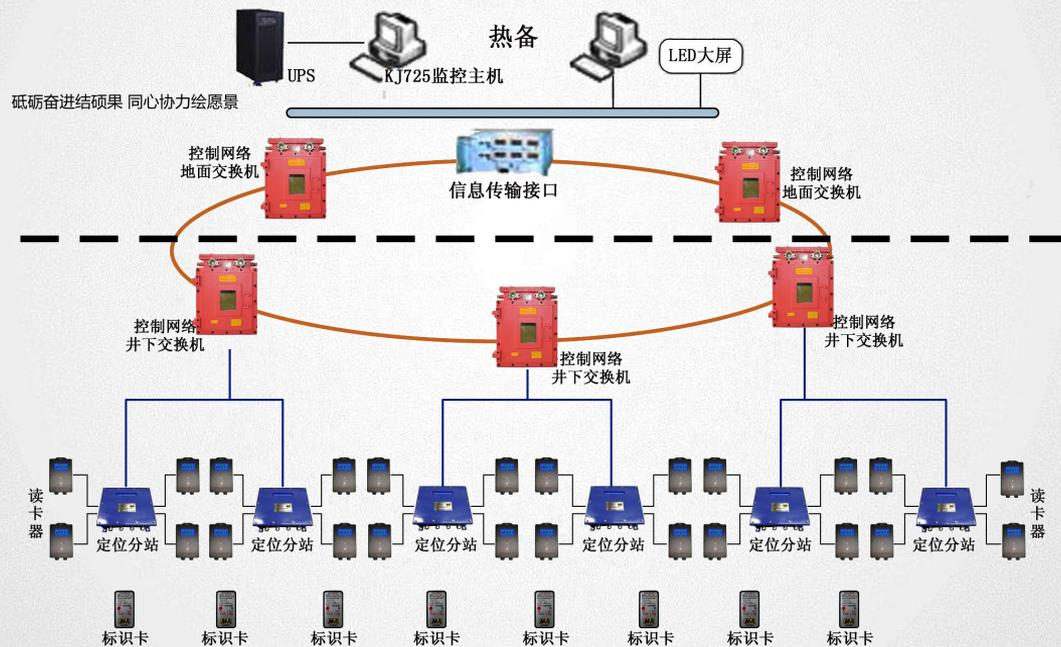 热备
LED大屏
UPS
KJ725监控主机
砥砺奋进结硕果 同心协力绘愿景
控制网络
地面交换机
信息传输接口
控制网络
地面交换机
控制网络
井下交换机
控制网络
井下交换机
控制网络
井下交换机
读卡器
定位分站
定位分站
定位分站
定位分站
定位分站
定位分站
读卡器
标识卡
标识卡
标识卡
标识卡
标识卡
标识卡
标识卡
标识卡